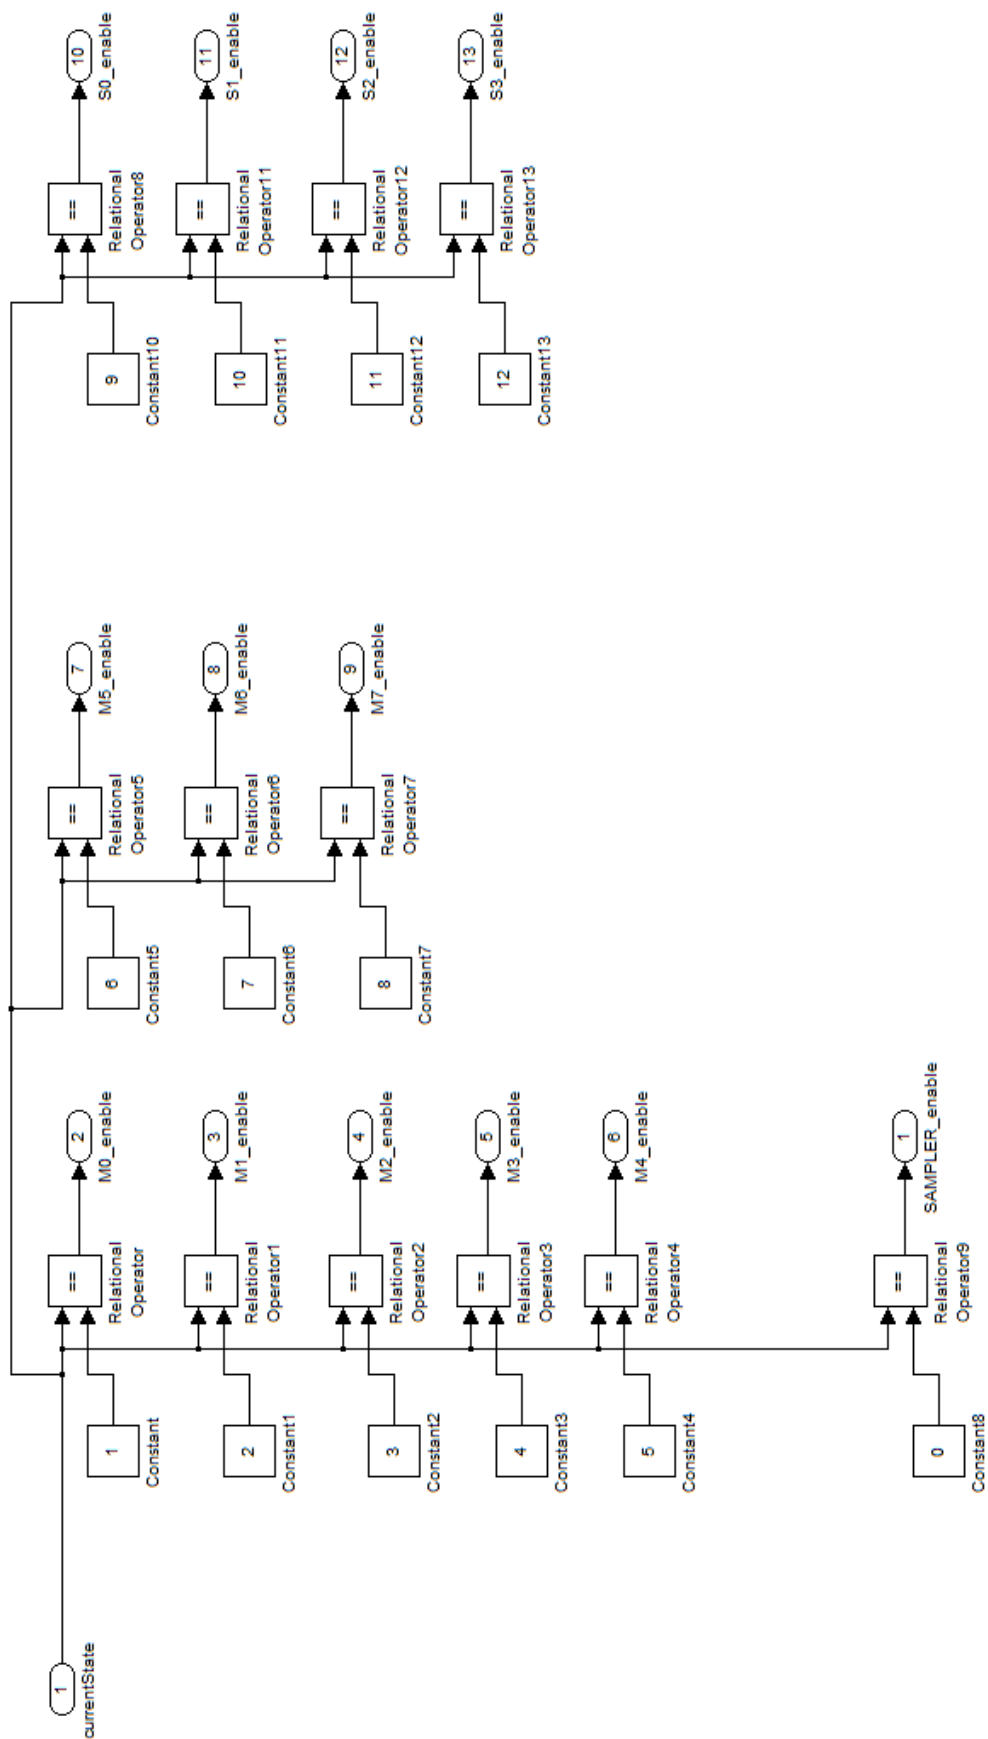 1
currentState
1
Constant
==
Relational
Operator
2
M0_enable
2
Constant1
==
Relational
Operator1
3
M1_enable
3
Constant2
==
Relational
Operator2
4
M2_enable
4
Constant3
==
Relational
Operator3
5
M3_enable
5
Constant4
==
Relational
Operator4
6
M4_enable
0
Constant8
==
Relational
Operator9
1
SAMPLER_enable
6
Constant5
==
Relational
Operator5
7
M5_enable
7
Constant6
==
Relational
Operator6
8
M6_enable
8
Constant7
==
Relational
Operator7
9
M7_enable
9
Constant10
==
Relational
Operator8
10
S0_enable
10
Constant11
==
Relational
Operator11
11
S1_enable
11
Constant12
==
Relational
Operator12
12
S2_enable
12
Constant13
==
Relational
Operator13
13
S3_enable